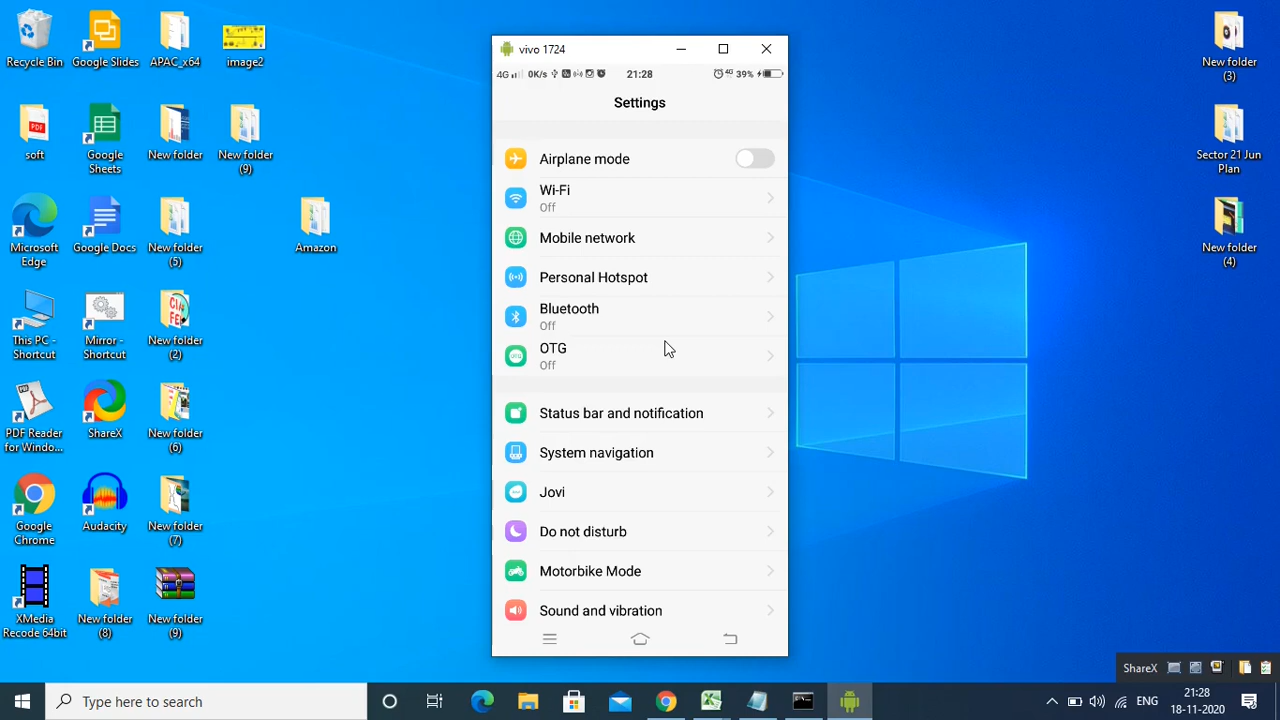 Recycle Bin
Google Slides
APAC_x64
image2
soft
Google
Sheets
New folder
New folder
(9)
Microsoft
Edge
Google Docs
New folder
(5)
Amazon
This PC -
Shortcut
Mirror -
Shortcut
New folder
(2)
PDF Reader
for Windo...
ShareX
New folder
(6)
Google
Chrome
Audacity
New folder
(7)
XMedia
Recode 64bit
New folder
(8)
New folder
(9)
vivo 1724
4G 0K/s 21:28 4G 39%
Settings
Airplane mode
Wi-Fi
Off
Mobile network
Personal Hotspot
Bluetooth
Off
OTG
Off
Status bar and notification
System navigation
Jovi
Do not disturb
Motorbike Mode
Sound and vibration
New folder
(3)
Sector 21 Jun
Plan
New folder
(4)
ShareX
Type here to search
ENG
21:28
18-11-2020